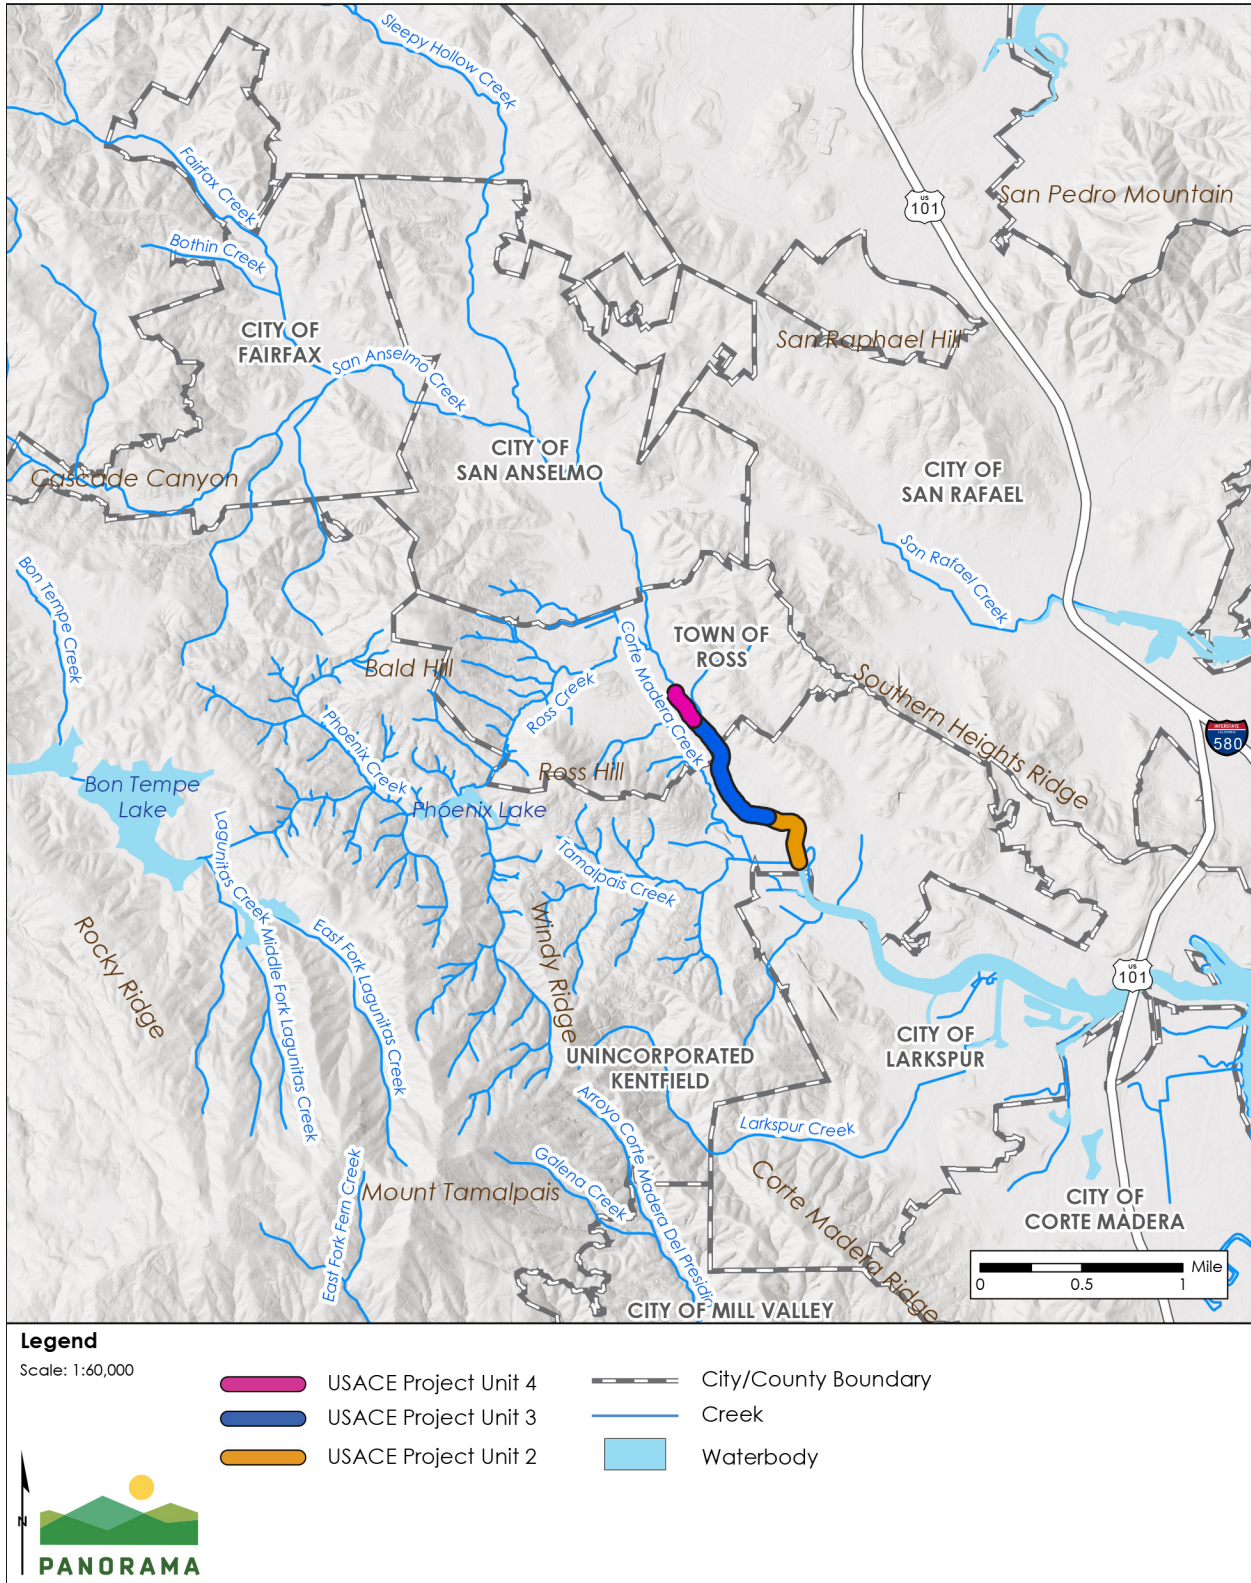 Sleepy Hollow Creek
Fairfax Creek
US
101
San Pedro Mountain
Bothin Creek
CITY OF
FAIRFAX
San Anselmo Creek
San Raphael Hill
CITY OF
SAN ANSELMO
Cascade Canyon
CITY OF
SAN RAFAEL
San Rafael Creek
Bon Tempe Creek
TOWN OF
ROSS
Corte Madera Creek
Bald Hill
Ross Creek
Southern Heights Ridge
Phoenix Creek
INTERSTATE
CALIFORNIA
580
Ross Hill
Bon Tempe
Lake
Phoenix Lake
Tamalpais Creek
Lagunitas Creek
Middle Fork Lagunitas Creek
East Fork Lagunitas Creek
Windy Ridge
Rocky Ridge
US
101
CITY OF
LARKSPUR
UNINCORPORATED
KENTFIELD
Arroyo Corte Madera Del Presidio
Larkspur Creek
Galena Creek
East Fork Fern Creek
Mount Tamalpais
Corte Madera Ridge
CITY OF
CORTE MADERA
CITY OF MILL VALLEY
Mile
0 0.5 1
Legend
Scale: 1:60,000
USACE Project Unit 4
USACE Project Unit 3
USACE Project Unit 2
City/County Boundary
Creek
Waterbody
N
PANORAMA